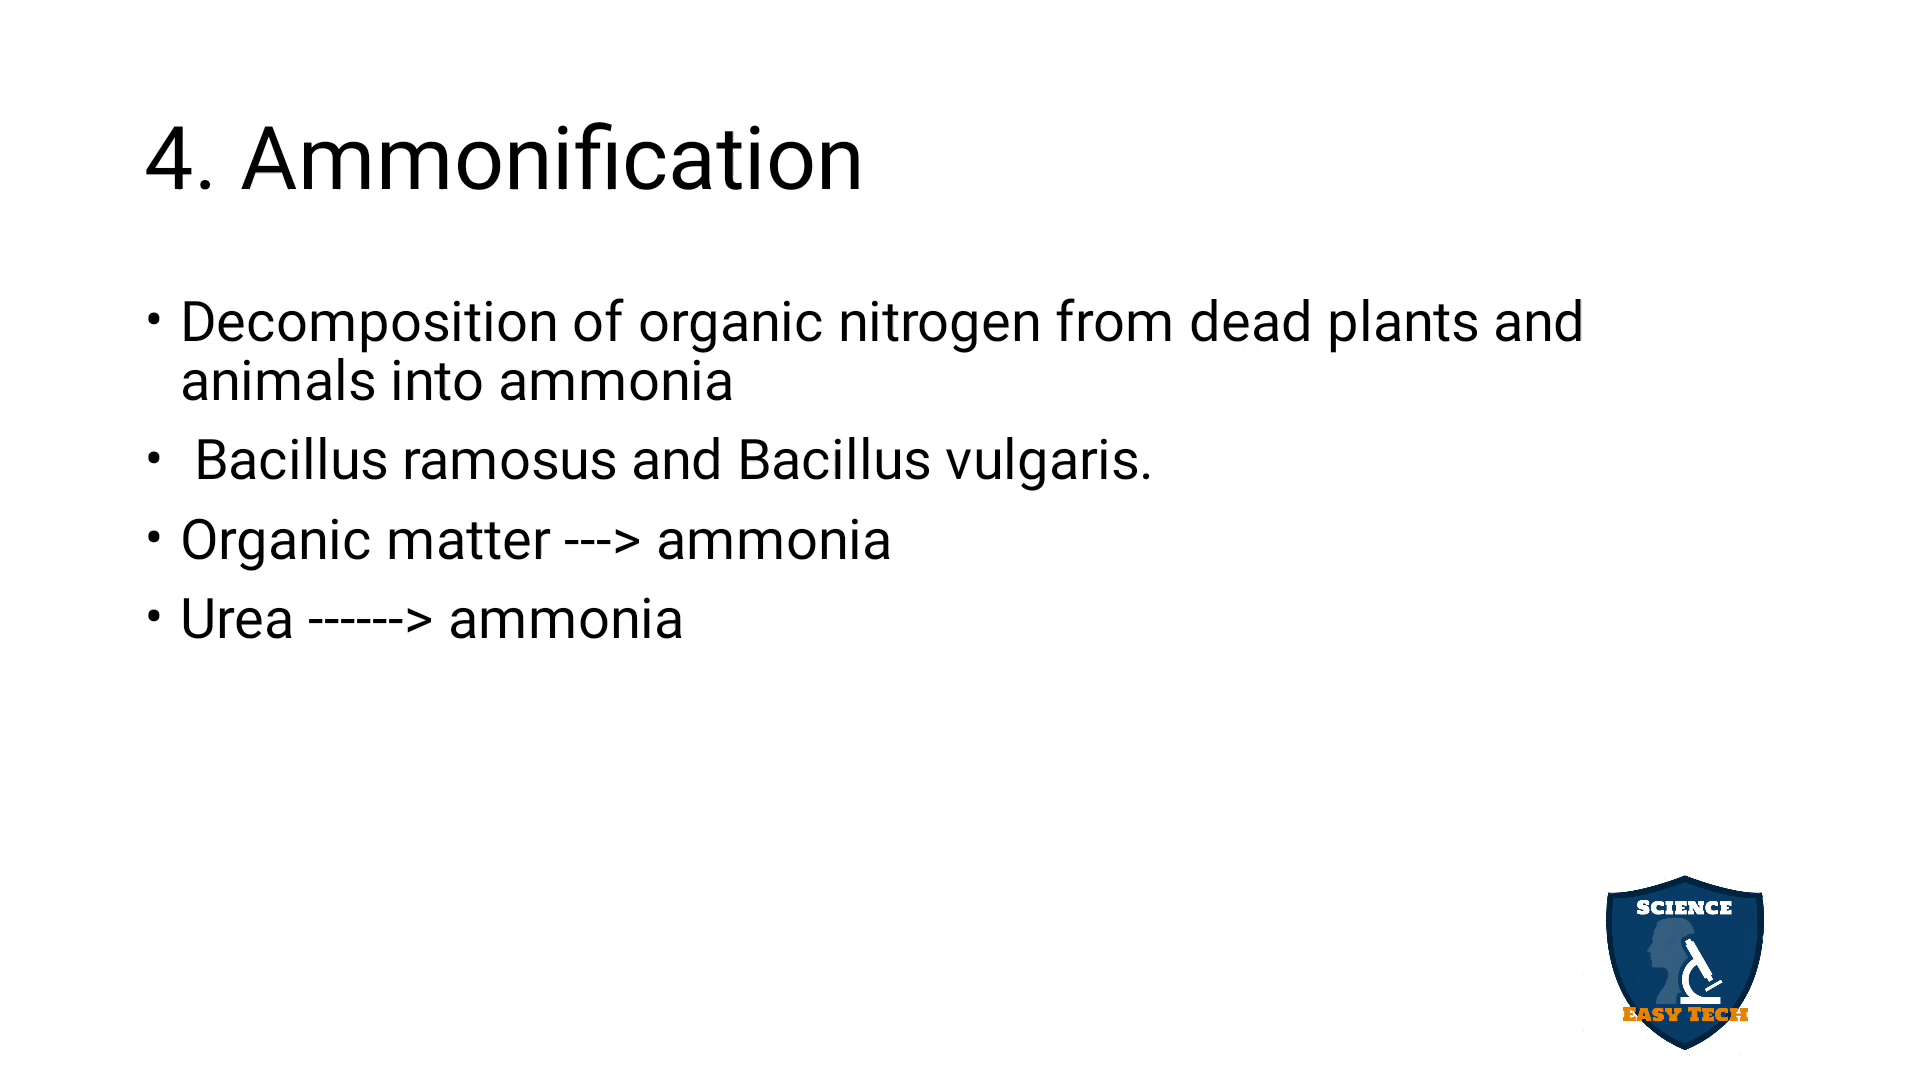 4. Ammonification
• Decomposition of organic nitrogen from dead plants and
animals into ammonia
• Bacillus ramosus and Bacillus vulgaris.
• Organic matter ---> ammonia
• Urea ------> ammonia
SCIENCE
EASY TECH